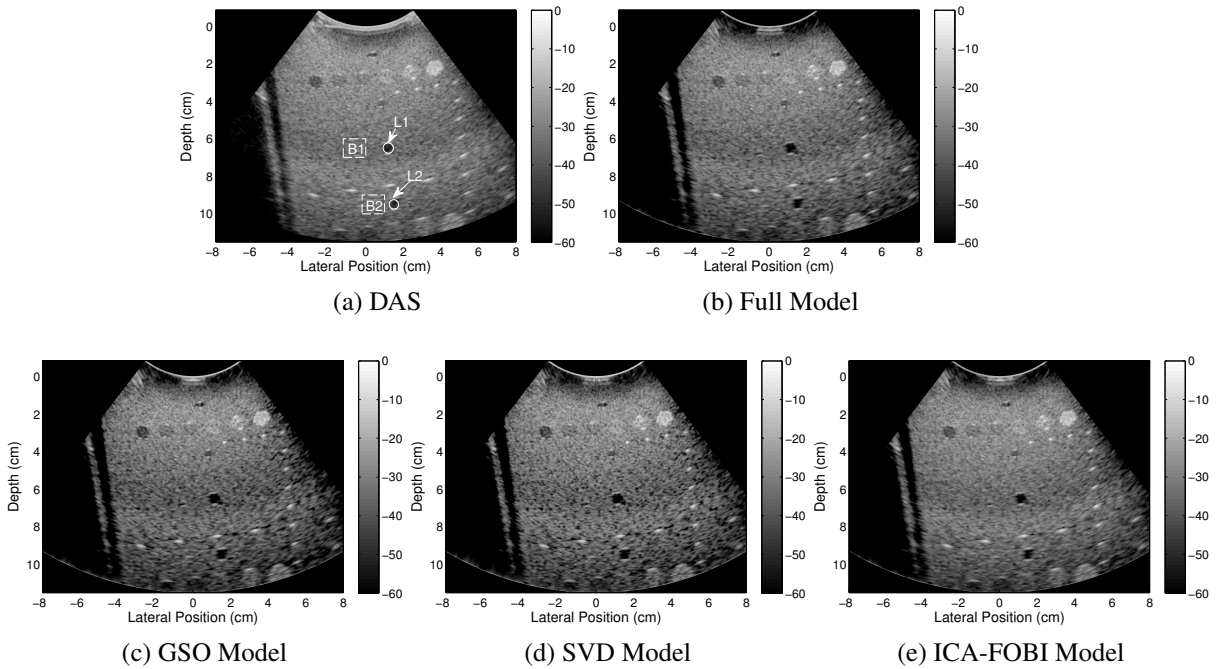 0
2
4
6
8
10
Depth (cm)
L1
B1
L2
B2
−8 −6 −4 −2 0 2 4 6 8
Lateral Position (cm)
0
−10
−20
−30
−40
−50
−60
(a) DAS
0
2
4
6
8
10
Depth (cm)
−8 −6 −4 −2 0 2 4 6 8
Lateral Position (cm)
0
−10
−20
−30
−40
−50
−60
(b) Full Model
0
2
4
6
8
10
Depth (cm)
−8 −6 −4 −2 0 2 4 6 8
Lateral Position (cm)
0
−10
−20
−30
−40
−50
−60
(c) GSO Model
0
2
4
6
8
10
Depth (cm)
−8 −6 −4 −2 0 2 4 6 8
Lateral Position (cm)
0
−10
−20
−30
−40
−50
−60
(d) SVD Model
0
2
4
6
8
10
Depth (cm)
−8 −6 −4 −2 0 2 4 6 8
Lateral Position (cm)
0
−10
−20
−30
−40
−50
−60
(e) ICA-FOBI Model